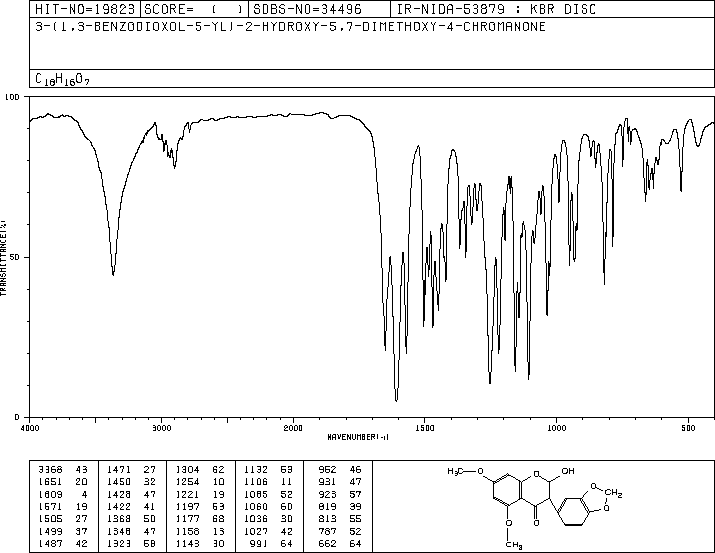 HIT-NO=19823 SCORE= ( ) SDBS-NO=34496 IR-NIDA-53879 : KBR DISC
3-(1,3-BENZODIOXOL-5-YL)-2-HYDROXY-5,7-DIMETHOXY-4-CHROMANONE
C18H16O7
100
50
0
TRANSMITTANCE(%)
4000 3000 2000 1500 1000 500
WAVENUMBER(-1)
3368 43 1471 27 1304 62 1132 53 952 46
1651 20 1450 32 1254 10 1106 11 931 47
1609 4 1428 47 1221 19 1085 52 923 57
1571 19 1422 41 1197 53 1060 60 819 39
1505 27 1368 50 1177 68 1036 30 813 55
1499 37 1348 47 1158 13 1027 42 787 52
1487 42 1323 58 1143 30 991 64 662 64
H3C O O OH
O CH2
O
O O
CH3